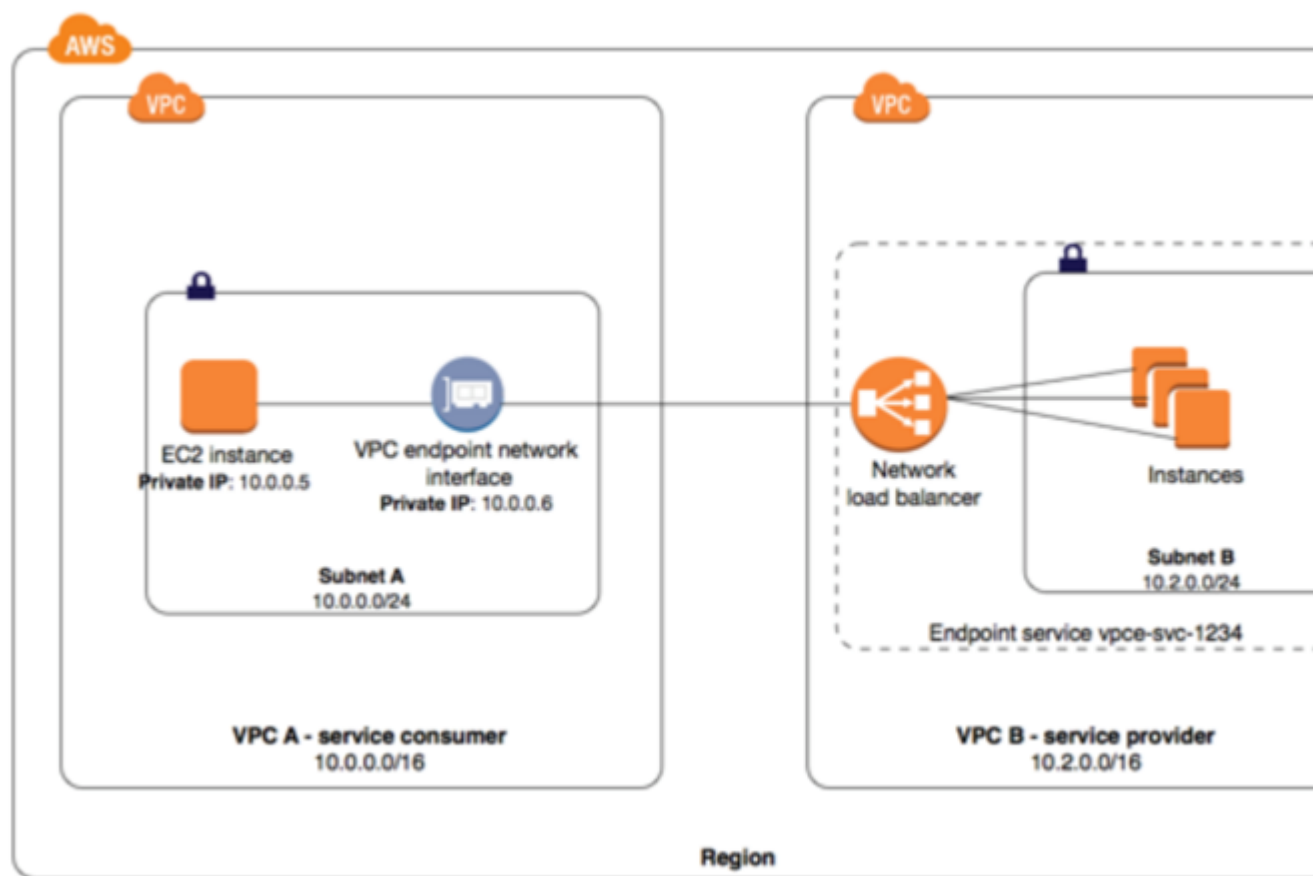 AWS
VPC
VPC
EC2 instance
Private IP: 10.0.0.5
VPC endpoint network
interface
Private IP: 10.0.0.6
Subnet A
10.0.0.0/24
VPC A - service consumer
10.0.0.0/16
Network
load balancer
Instances
Subnet B
10.2.0.0/24
Endpoint service vpce-svc-1234
VPC B - service provider
10.2.0.0/16
Region